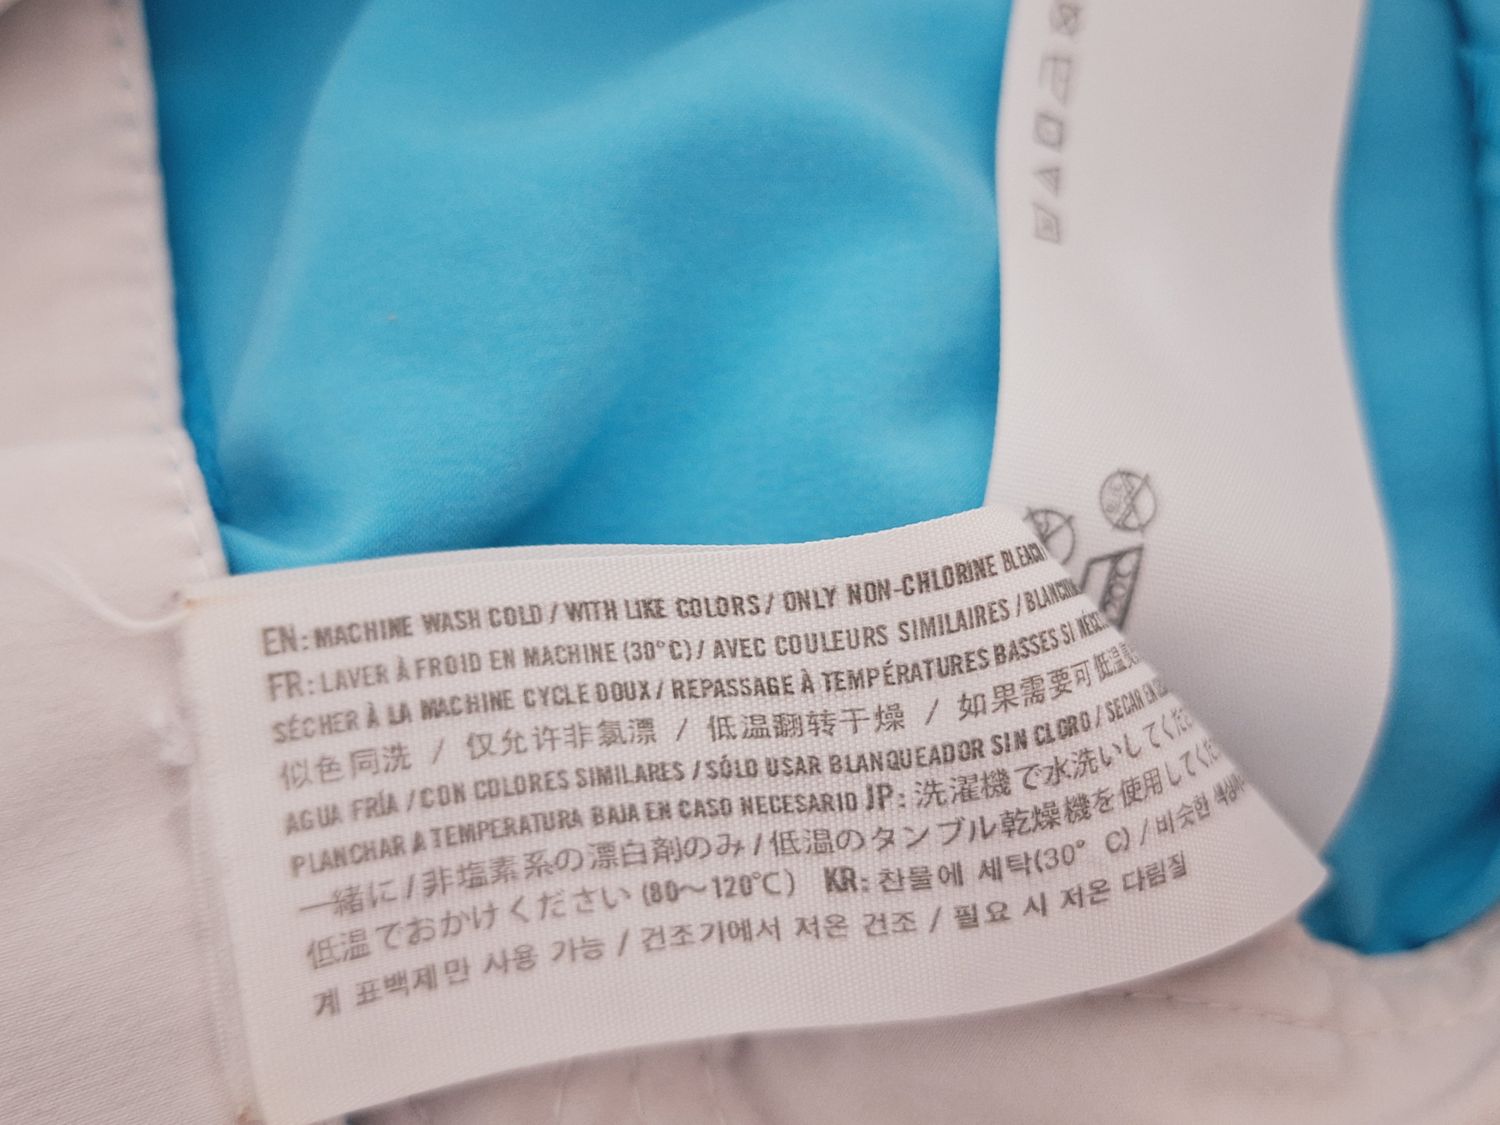 EN: MACHINE WASH COLD / WITH LIKE COLORS / ONLY NON-CHLORINE BLEACH
FR: LAVER À FROID EN MACHINE (30°C) / AVEC COULEURS SIMILAIRES /
SÉCHER À LA MACHINE CYCLE DOUX / REPASSAGE À TEMPÉRATURES BASSES SI
似色同洗 / 仅允许非氯漂 / 低温翻转干燥 / 如果需要可低温
AGUA FRÍA / CON COLORES SIMILARES / SÓLO USAR BLANQUEADOR SIN CLORO / SECAR EN
PLANCHAR A TEMPERATURA BAJA EN CASO NECESARIO JP: 洗濯機で水洗いしてくだ
一緒に / 非塩素系の漂白剤のみ / 低温のタンブル乾燥機を使用してくだ
低温でおかけください (80～120°C) KR: 찬물에 세탁(30° C) / 비슷한
계 표백제만 사용 가능 / 건조기에서 저온 건조 / 필요 시 저온 다림질